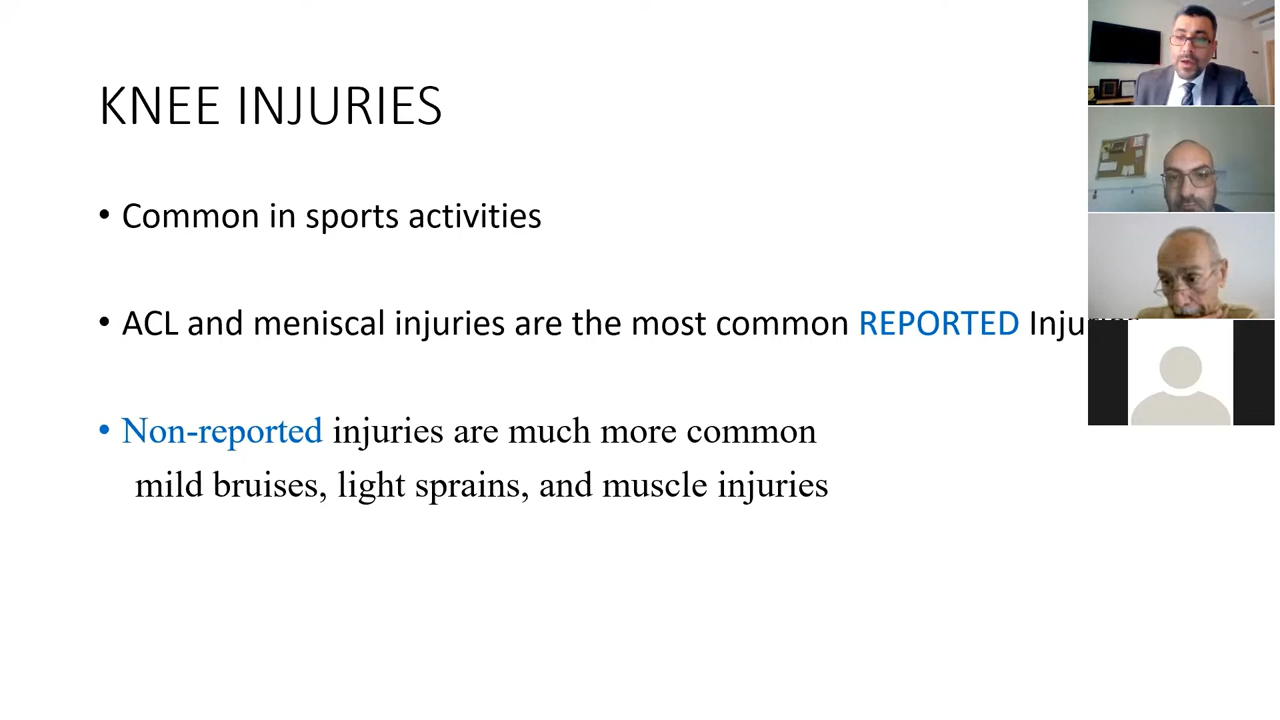 KNEE INJURIES
• Common in sports activities
• ACL and meniscal injuries are the most common REPORTED
• Non-reported injuries are much more common
mild bruises, light sprains, and muscle injuries